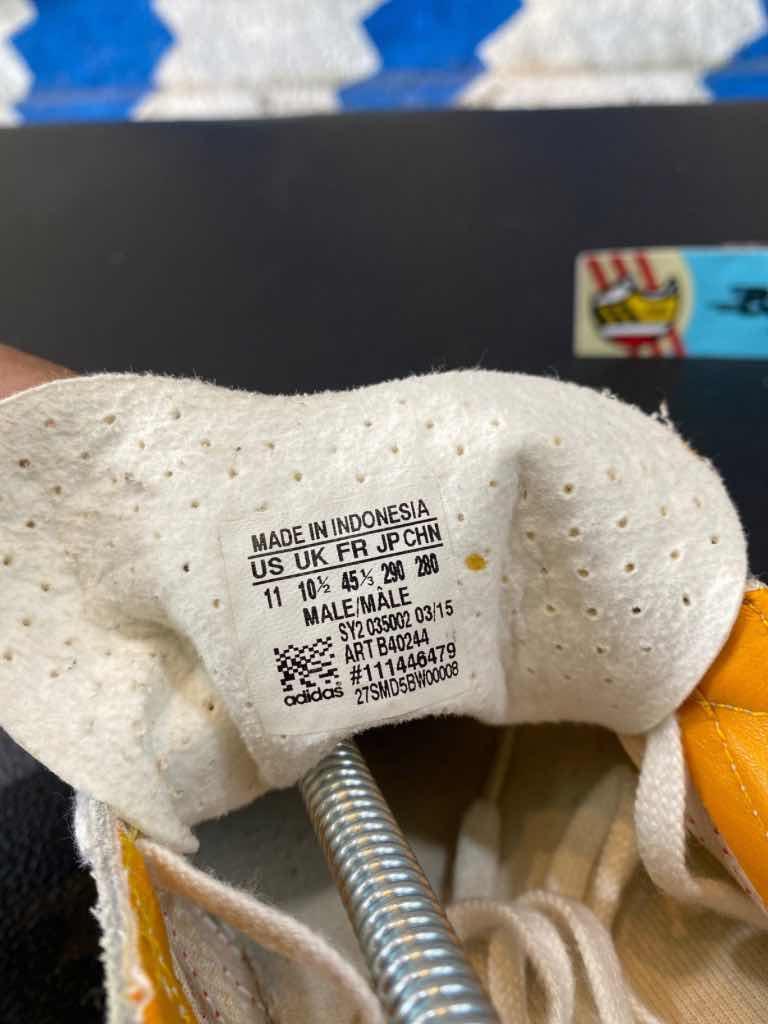 MADE IN INDONESIA
US UK FR JP CHN
11 10½ 45⅓ 290 280
MALE/MÂLE
SY2 035002 03/15
ART B40244
#111446479
adidas® 27SMD5BW00008